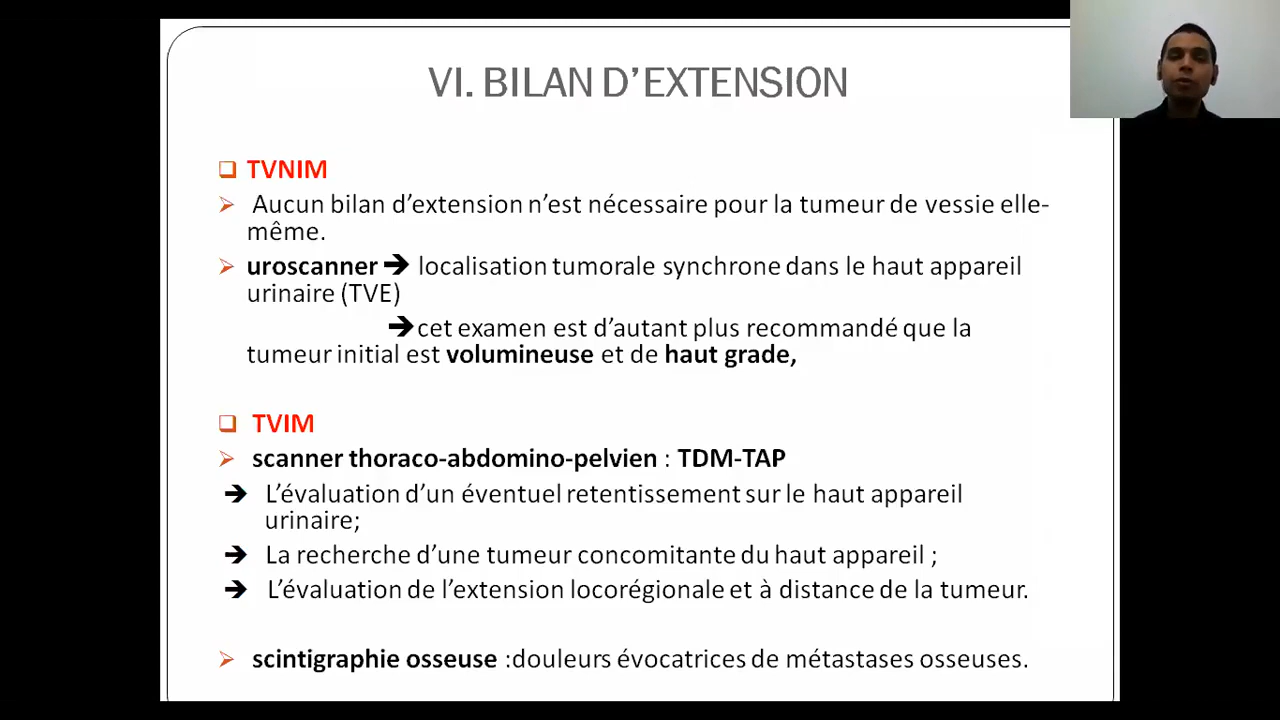 VI. BILAN D’EXTENSION
TVNIM
Aucun bilan d’extension n’est nécessaire pour la tumeur de vessie elle-
même.
uroscanner ➔ localisation tumorale synchrone dans le haut appareil
urinaire (TVE)
➔cet examen est d’autant plus recommandé que la
tumeur initial est volumineuse et de haut grade,
TVIM
scanner thoraco-abdomino-pelvien : TDM-TAP
➔ L’évaluation d’un éventuel retentissement sur le haut appareil
urinaire;
➔ La recherche d’une tumeur concomitante du haut appareil ;
➔ L’évaluation de l’extension locorégionale et à distance de la tumeur.
scintigraphie osseuse :douleurs évocatrices de métastases osseuses.